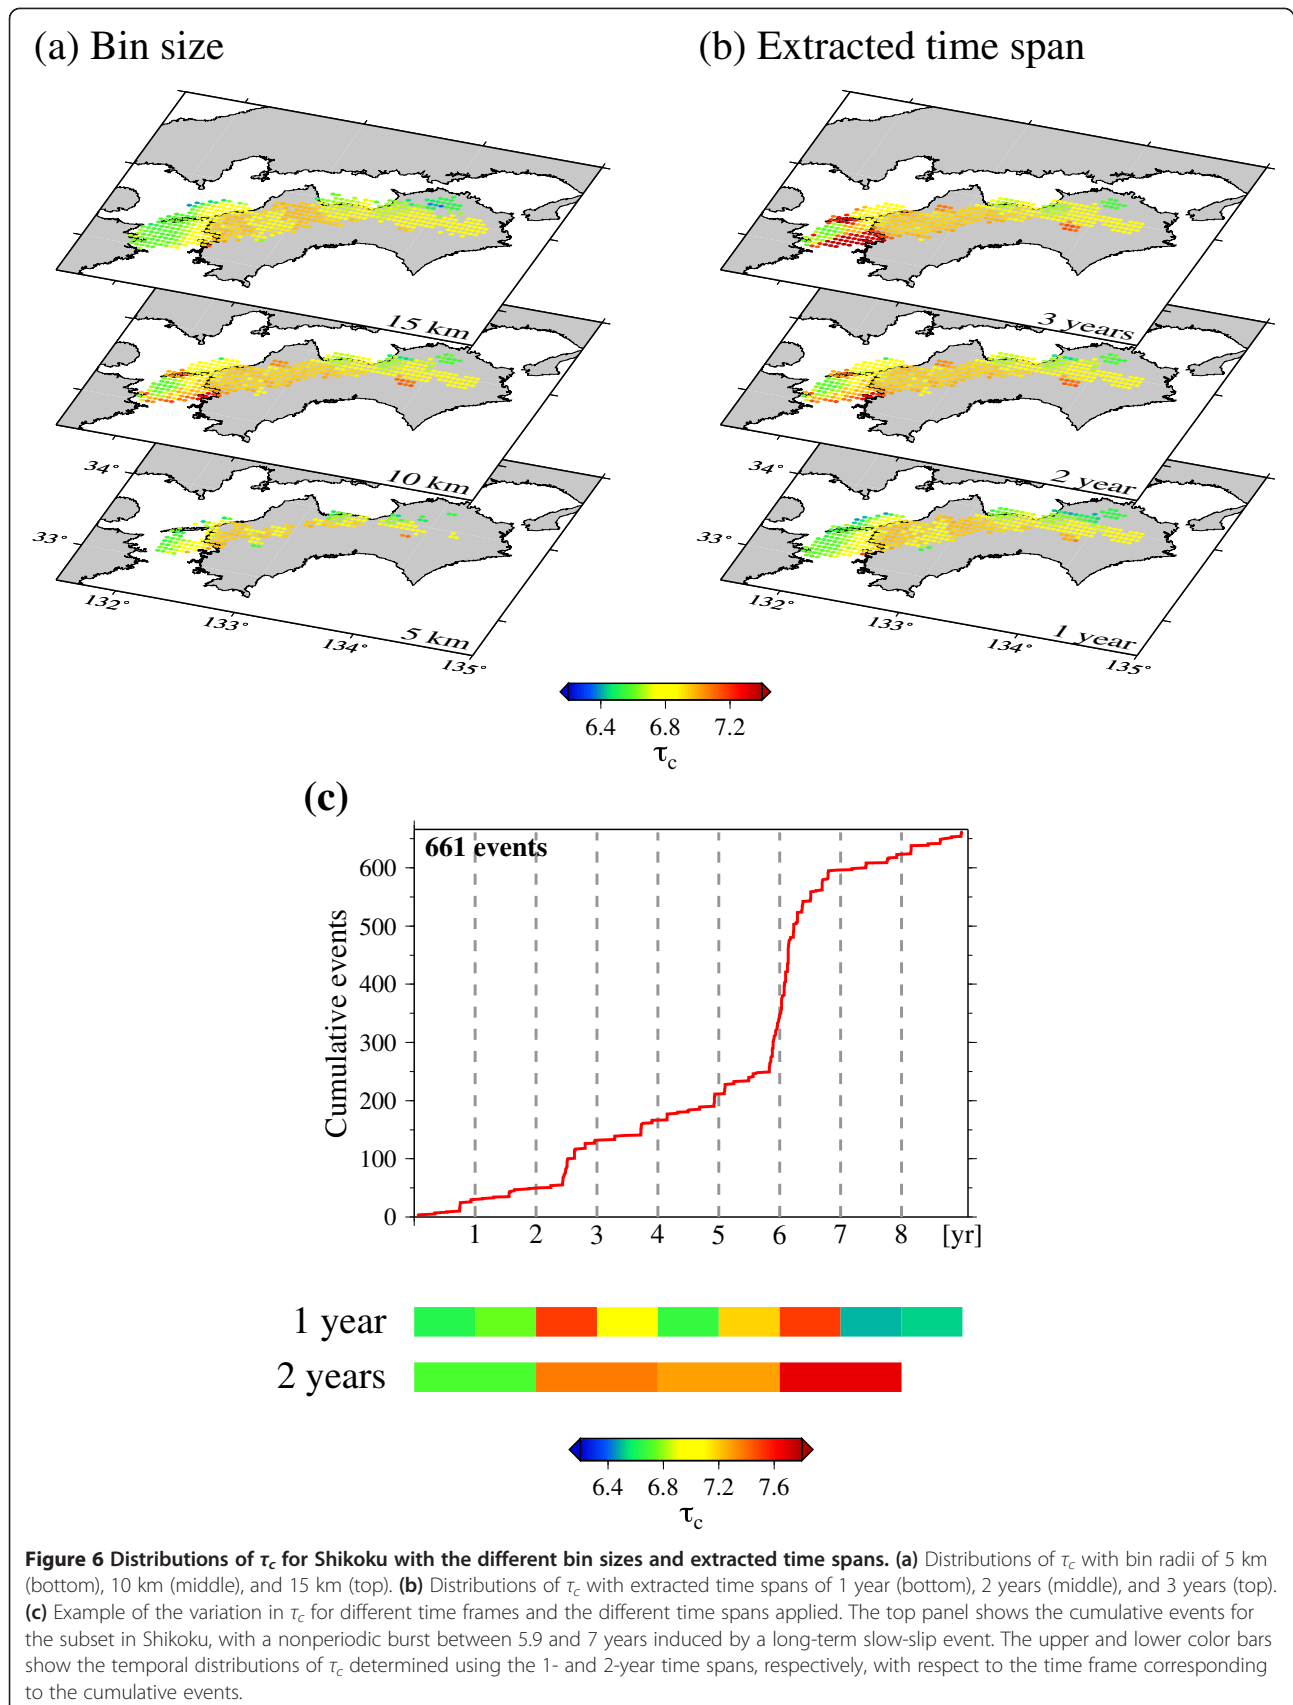 (a) Bin size
(b) Extracted time span
15 km
3 years
10 km
2 year
34°
33°
132°
133°
134°
135°
5 km
34°
33°
132°
133°
134°
135°
1 year
6.4 6.8 7.2
τc
(c)
661 events
Cumulative events
600
500
400
300
200
100
0
1 2 3 4 5 6 7 8 [yr]
1 year
2 years
6.4 6.8 7.2 7.6
τc
Figure 6 Distributions of τc for Shikoku with the different bin sizes and extracted time spans. (a) Distributions of τc with bin radii of 5 km
(bottom), 10 km (middle), and 15 km (top). (b) Distributions of τc with extracted time spans of 1 year (bottom), 2 years (middle), and 3 years (top).
(c) Example of the variation in τc for different time frames and the different time spans applied. The top panel shows the cumulative events for
the subset in Shikoku, with a nonperiodic burst between 5.9 and 7 years induced by a long-term slow-slip event. The upper and lower color bars
show the temporal distributions of τc determined using the 1- and 2-year time spans, respectively, with respect to the time frame corresponding
to the cumulative events.